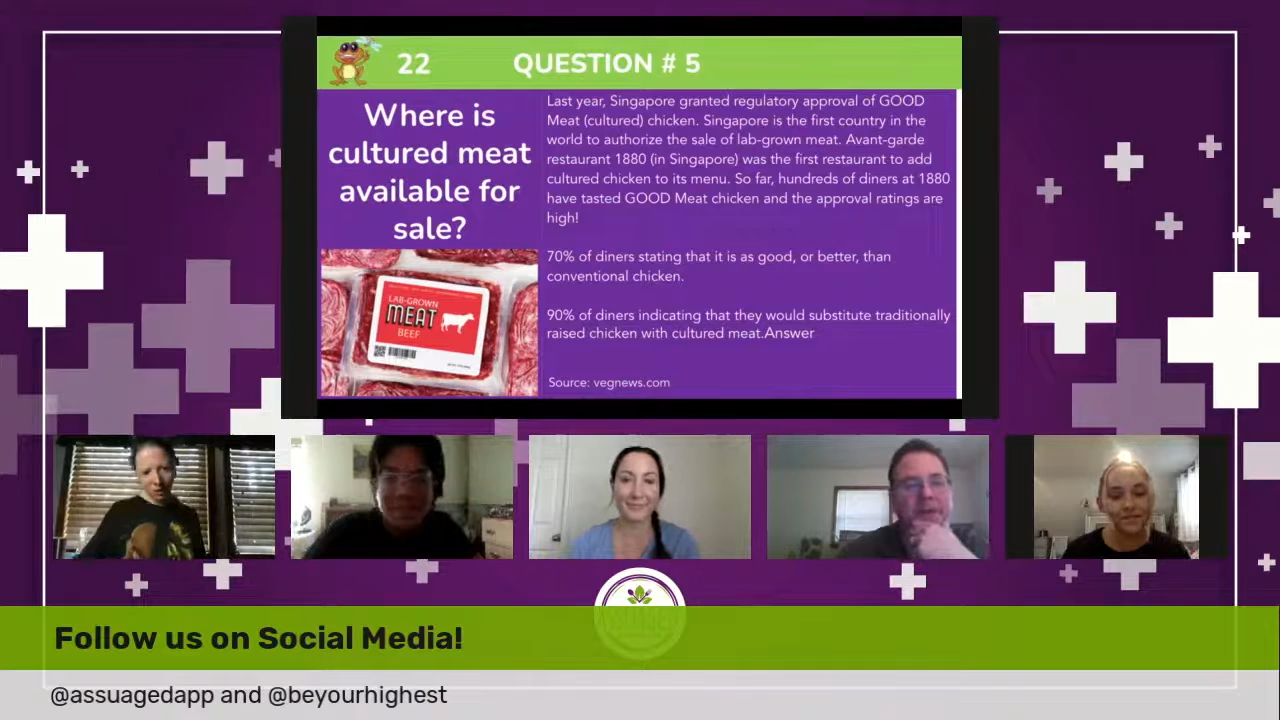 22
QUESTION # 5
Where is
cultured meat
available for
sale?
Last year, Singapore granted regulatory approval of GOOD
Meat (cultured) chicken. Singapore is the first country in the
world to authorize the sale of lab-grown meat. Avant-garde
restaurant 1880 (in Singapore) was the first restaurant to add
cultured chicken to its menu. So far, hundreds of diners at 1880
have tasted GOOD Meat chicken and the approval ratings are
high!
70% of diners stating that it is as good, or better, than
conventional chicken.
90% of diners indicating that they would substitute traditionally
raised chicken with cultured meat.Answer
Source: vegnews.com
LAB-GROWN
MEAT
BEEF
ASSUAGED
Follow us on Social Media!
@assuagedapp and @beyourhighest